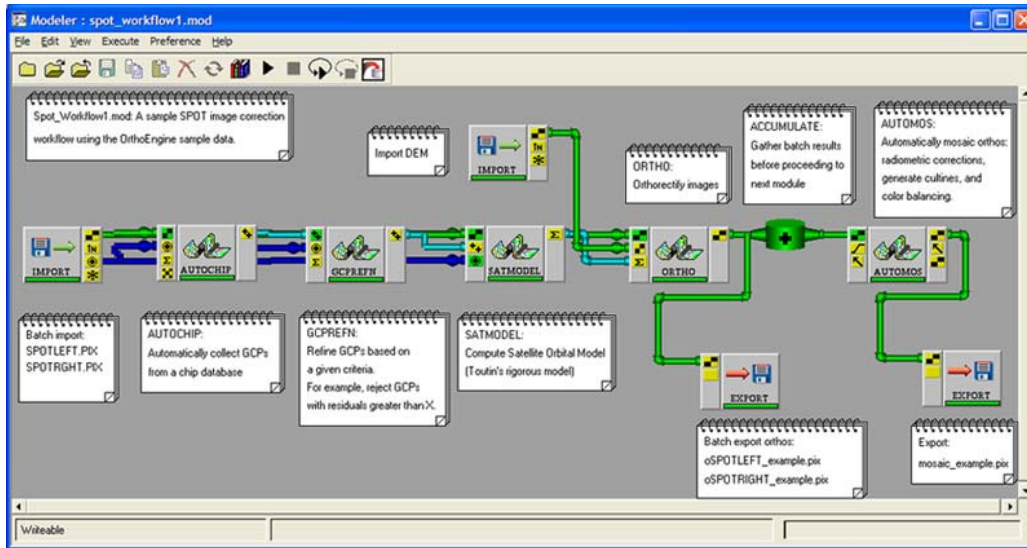 Modeler : spot_workflow1.mod
File Edit View Execute Preference Help
Spot_Workflow1.mod: A sample SPOT image correction
workflow using the OrthoEngine sample data.
Import DEM
IMPORT
ORTHO:
Orthorectify images
ACCUMULATE:
Gather batch results
before proceeding to
next module
AUTOMOS:
Automatically mosaic orthos:
radiometric corrections,
generate cutlines, and
color balancing.
IMPORT
AUTOCHIP
GCPREFN
SATMODEL
ORTHO
AUTOMOS
Batch import:
SPOTLEFT.PIX
SPOTRGHT.PIX
AUTOCHIP:
Automatically collect GCPs
from a chip database
GCPREFN:
Refine GCPs based on
a given criteria.
For example, reject GCPs
with residuals greater than X.
SATMODEL:
Compute Satellite Orbital Model
(Toutin's rigorous model)
EXPORT
EXPORT
Batch export orthos:
oSPOTLEFT_example.pix
oSPOTRIGHT_example.pix
Export:
mosaic_example.pix
Writeable